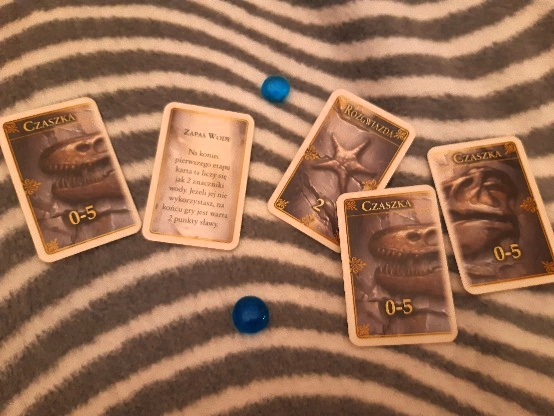 CZASZKA
0-5
ZAPAS WODY
Na koniec
pierwszego etapu
karta ta liczy się
jak 2 znaczniki
wody. Jeżeli jej nie
wykorzystasz, na
końcu gry jest warta
2 punkty sławy.
ROZGWIAZDA
2
CZASZKA
0-5
CZASZKA
0-5